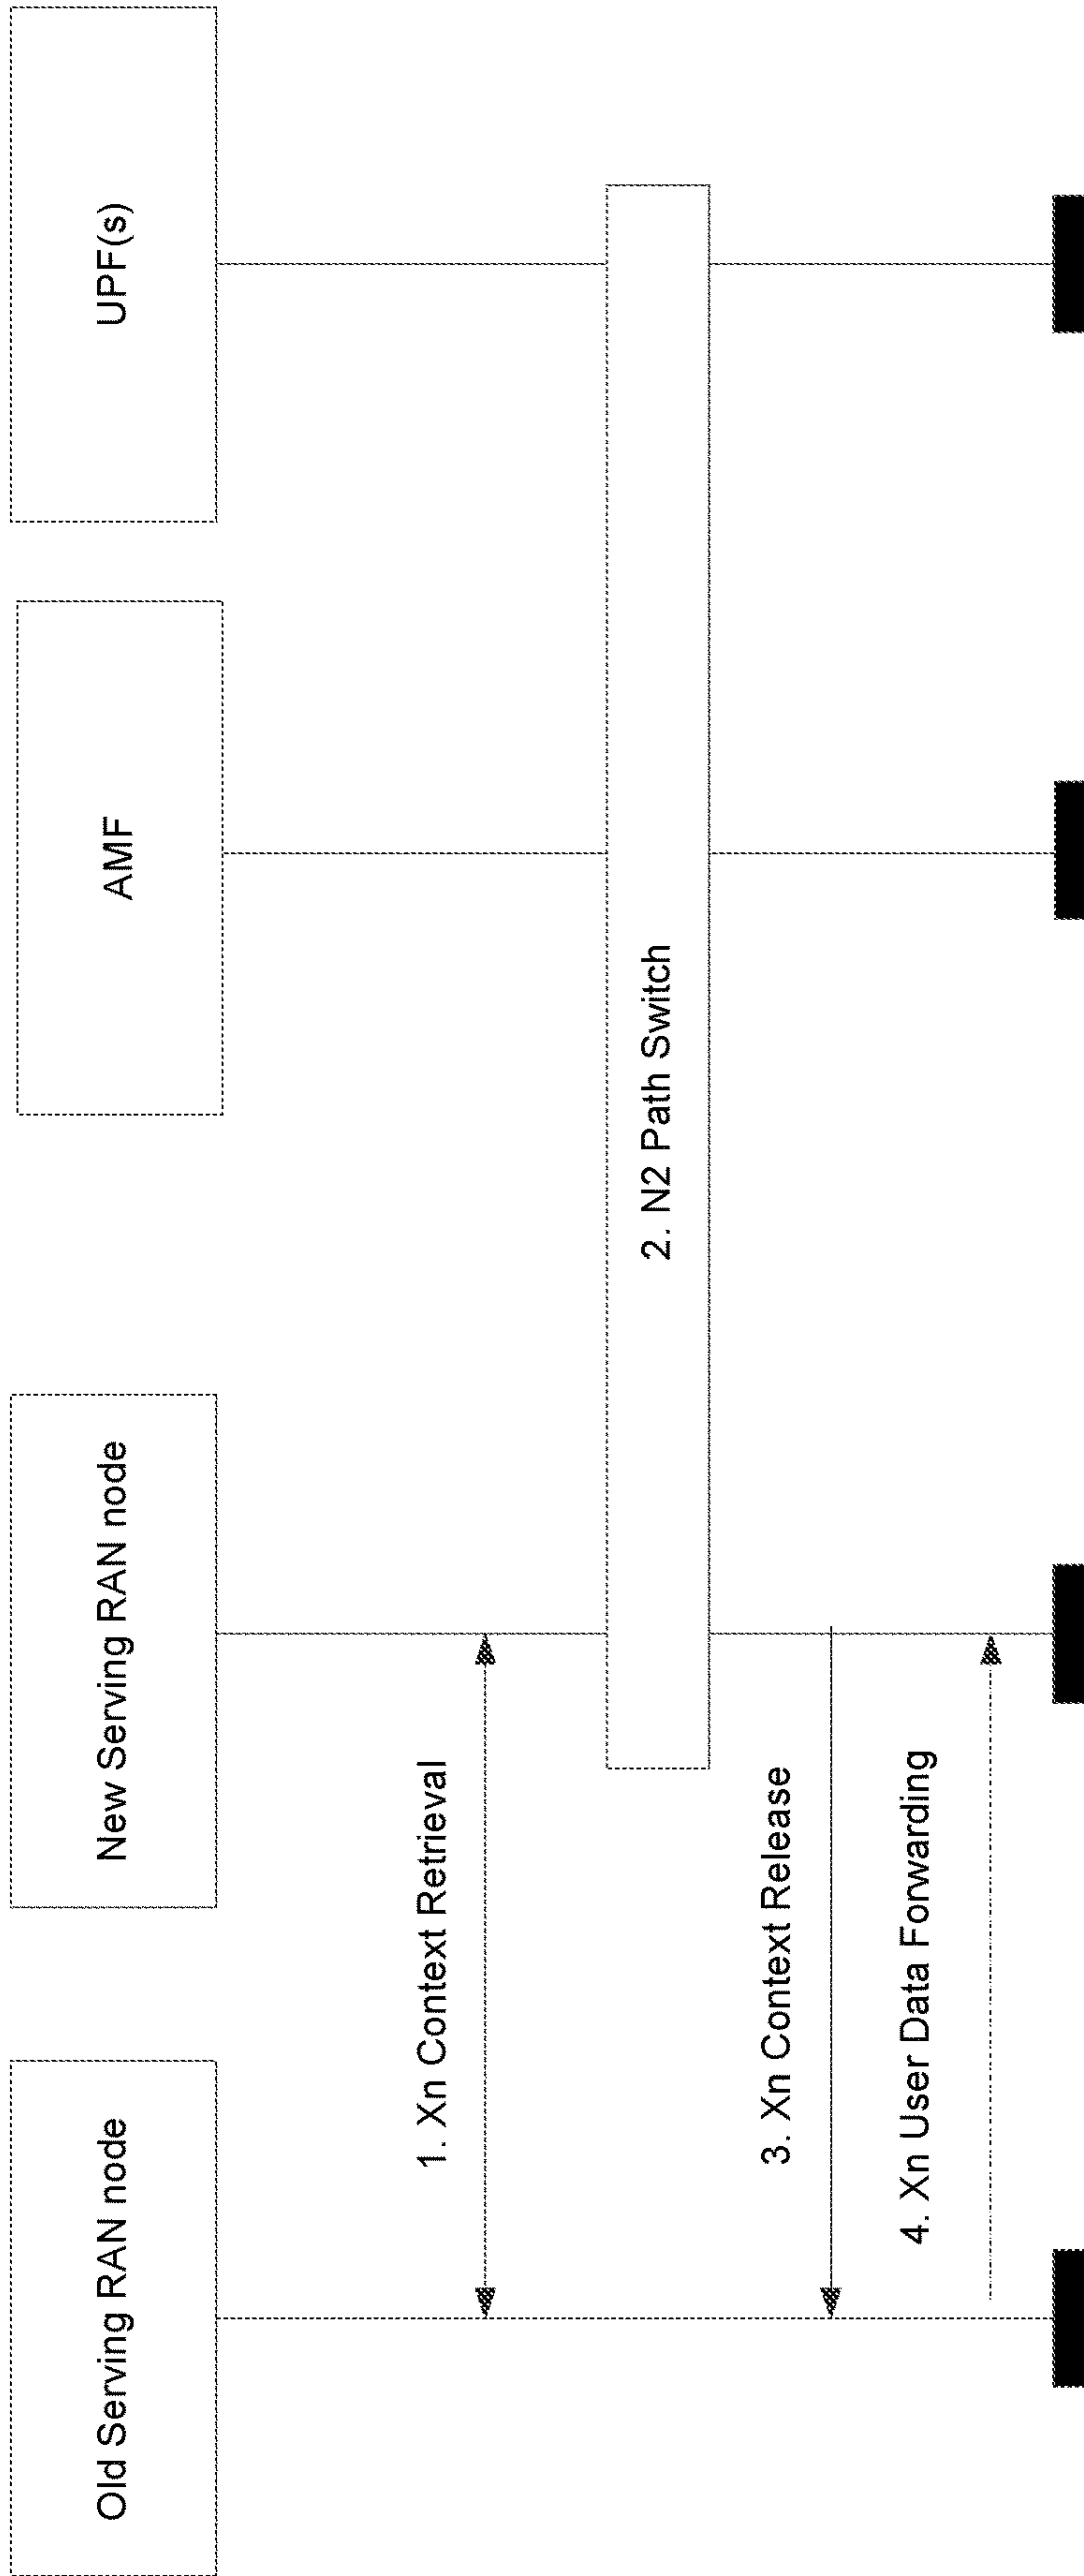 Old Serving RAN node
New Serving RAN node
AMF
UPF(s)
1. Xn Context Retrieval
2. N2 Path Switch
3. Xn Context Release
4. Xn User Data Forwarding